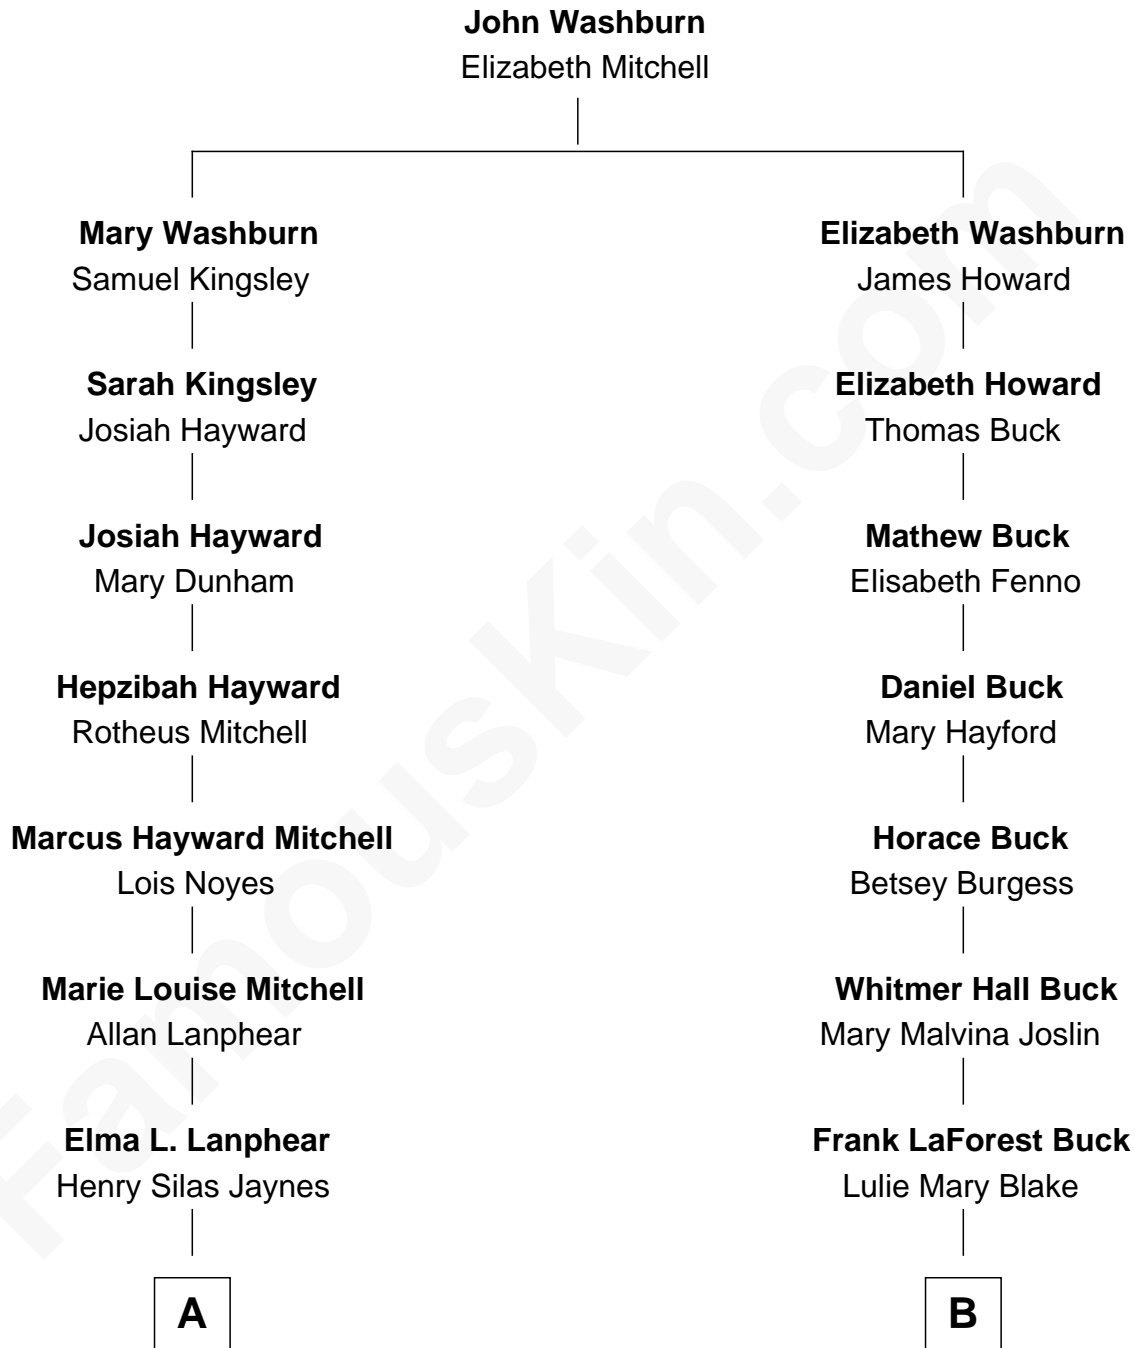 John Washburn
Elizabeth Mitchell
Mary Washburn
Samuel Kingsley
Elizabeth Washburn
James Howard
Sarah Kingsley
Josiah Hayward
Elizabeth Howard
Thomas Buck
Josiah Hayward
Mary Dunham
Mathew Buck
Elisabeth Fenno
Hepzibah Hayward
Rotheus Mitchell
Daniel Buck
Mary Hayford
Marcus Hayward Mitchell
Lois Noyes
Horace Buck
Betsey Burgess
Marie Louise Mitchell
Allan Lanphear
Whitmer Hall Buck
Mary Malvina Joslin
Elma L. Lanphear
Henry Silas Jaynes
Frank LaForest Buck
Lulie Mary Blake
A
B
FamousKin.com